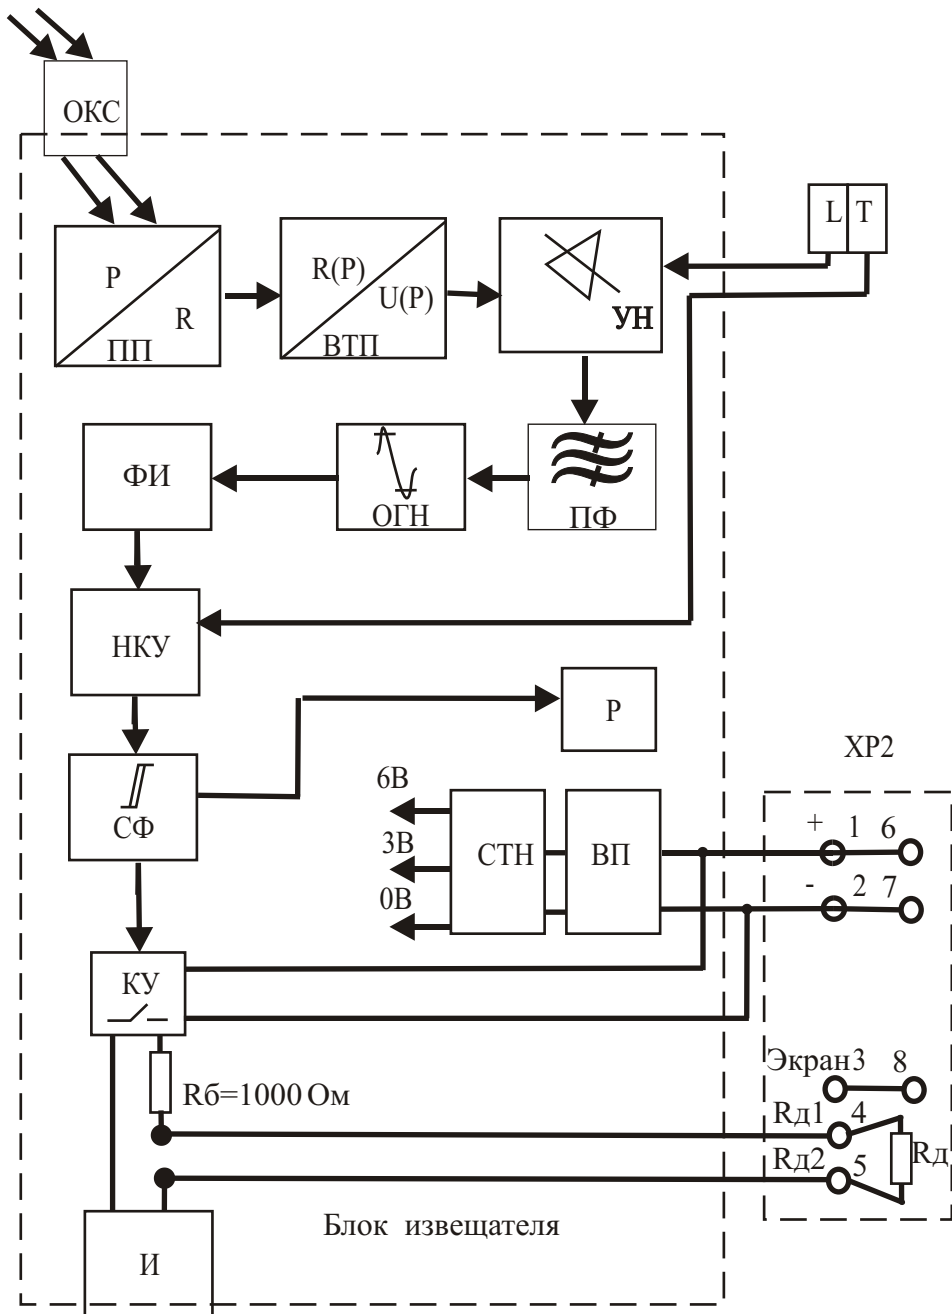 ОКС
L T
P
R
ПП
R(P)
U(P)
ВТП
УН
ФИ
ОГН
ПФ
НКУ
Р
ХР2
СФ
6В
3В
0В
СТН
ВП
+ 1 6
- 2 7
КУ
Rб=1000 Ом
Экран3 8
Rд1 4
Rд2 5
Rд
Блок извещателя
И